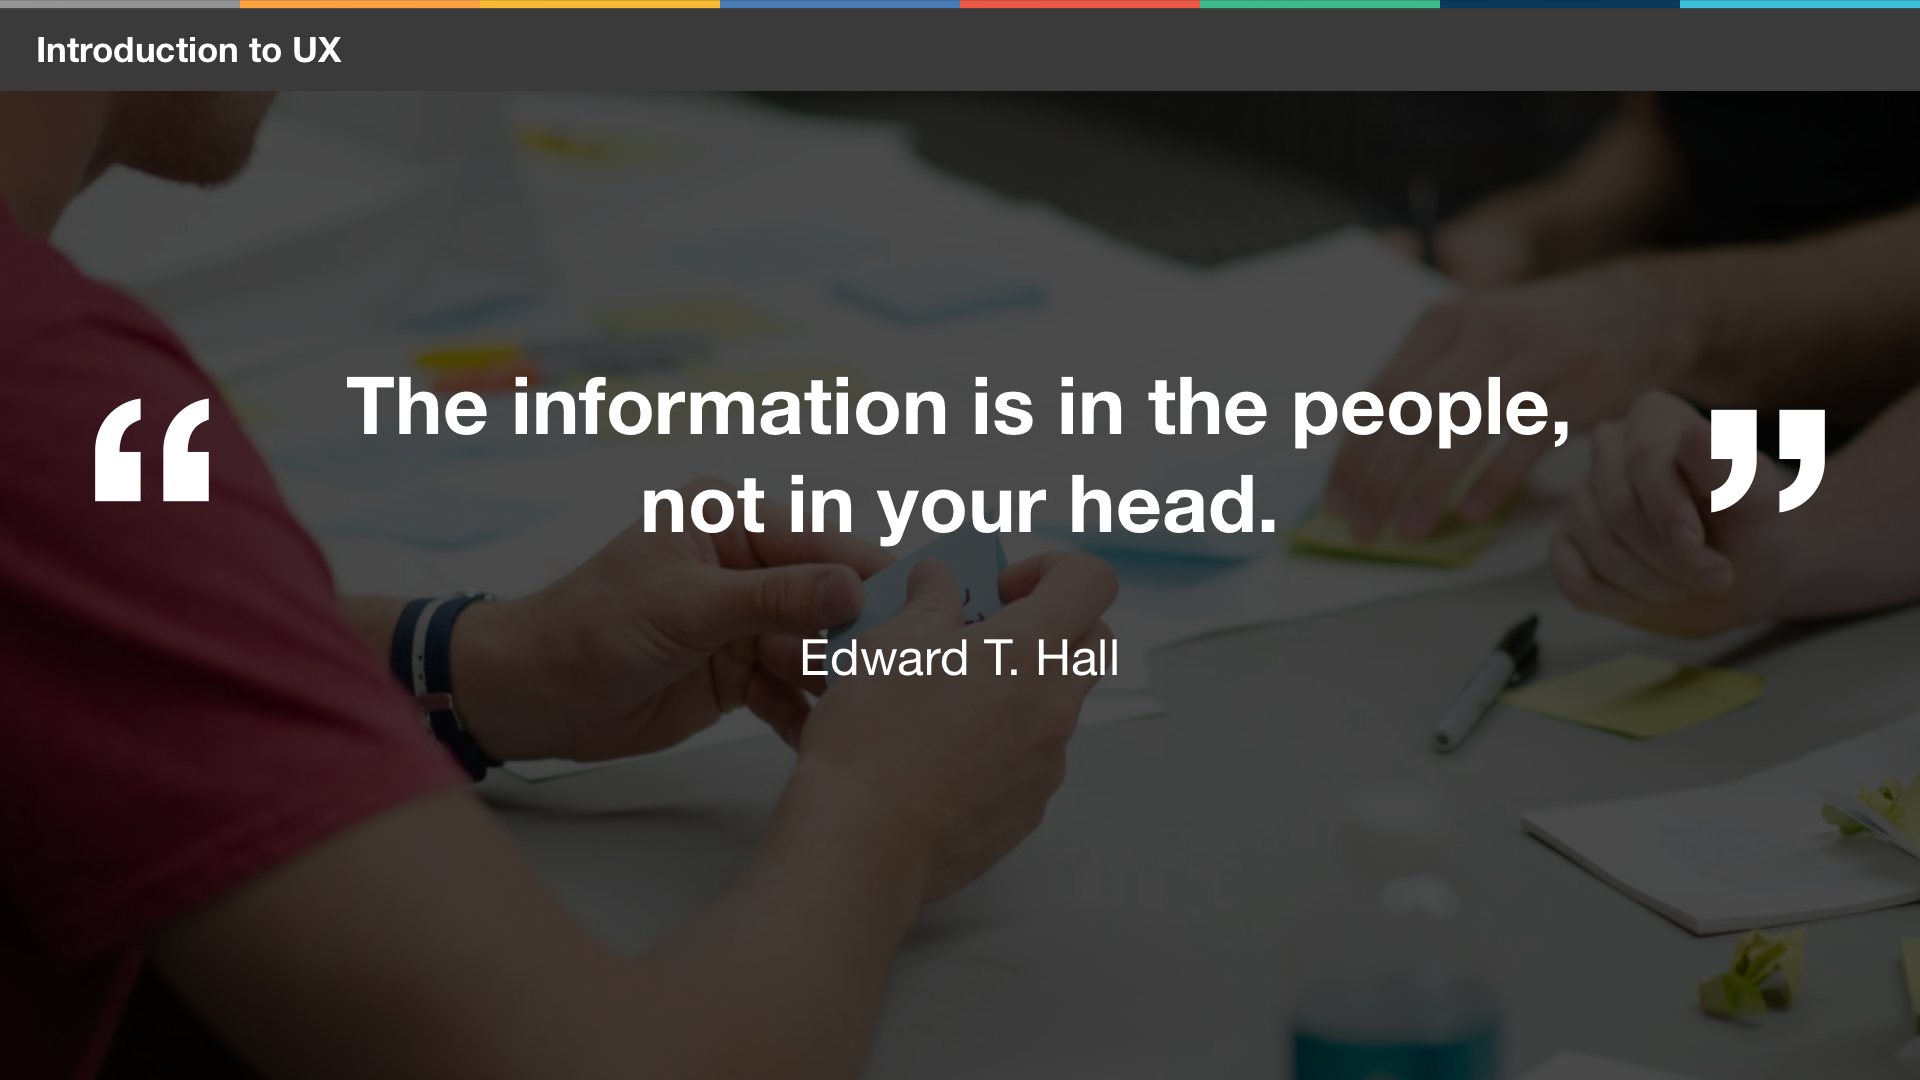 Introduction to UX
“The information is in the people,
not in your head.”
Edward T. Hall